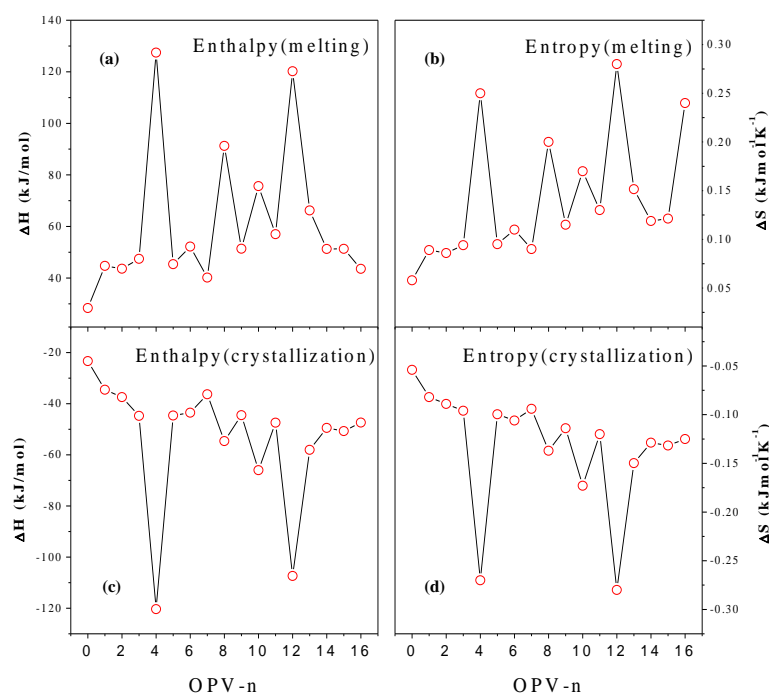 (a) Enthalpy(melting)
140
120
100
80
60
40
ΔH (kJ/mol)
(b) Entropy(melting)
0.30
0.25
0.20
0.15
0.10
0.05
ΔS (kJmol-1K-1)
Enthalpy(crystallization)
(c)
-20
-40
-60
-80
-100
-120
ΔH (kJ/mol)
Entropy(crystallization)
(d)
-0.05
-0.10
-0.15
-0.20
-0.25
-0.30
ΔS (kJmol-1K-1)
0 2 4 6 8 10 12 14 16
0 2 4 6 8 10 12 14 16
OPV-n
OPV-n